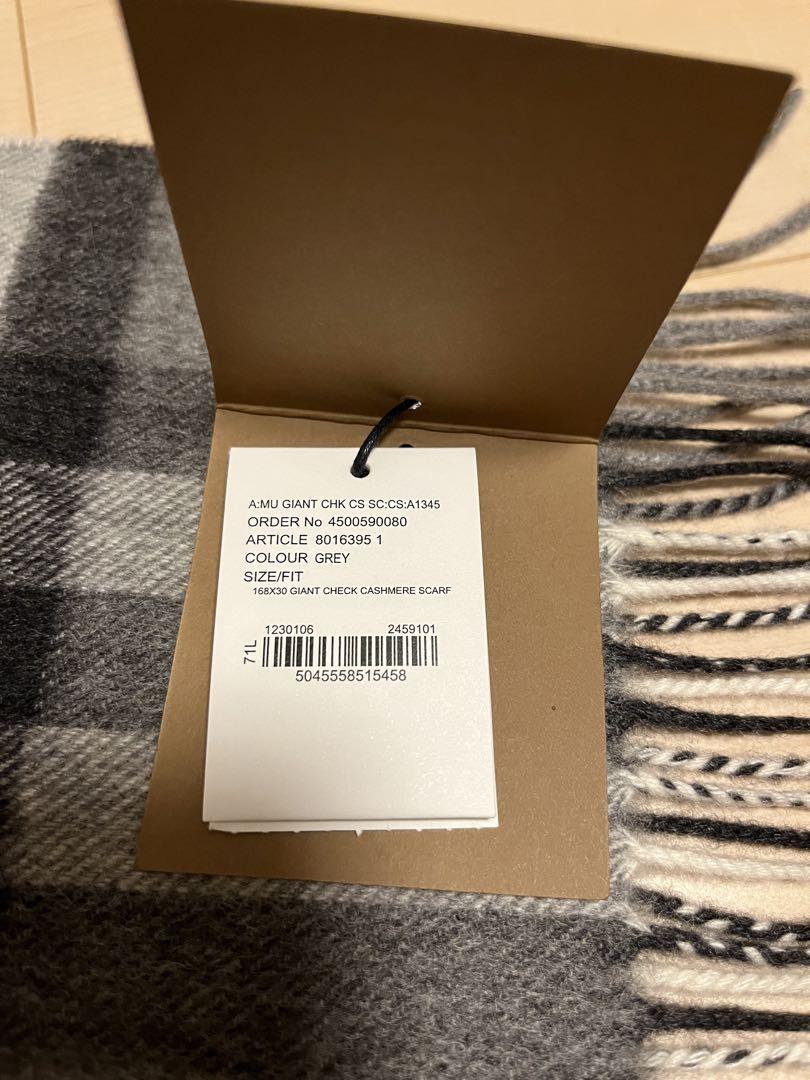 A:MU GIANT CHK CS SC:CS:A1345
ORDER No 4500590080
ARTICLE 8016395 1
COLOUR GREY
SIZE/FIT
168X30 GIANT CHECK CASHMERE SCARF
1230106 2459101
71L
5045558515458